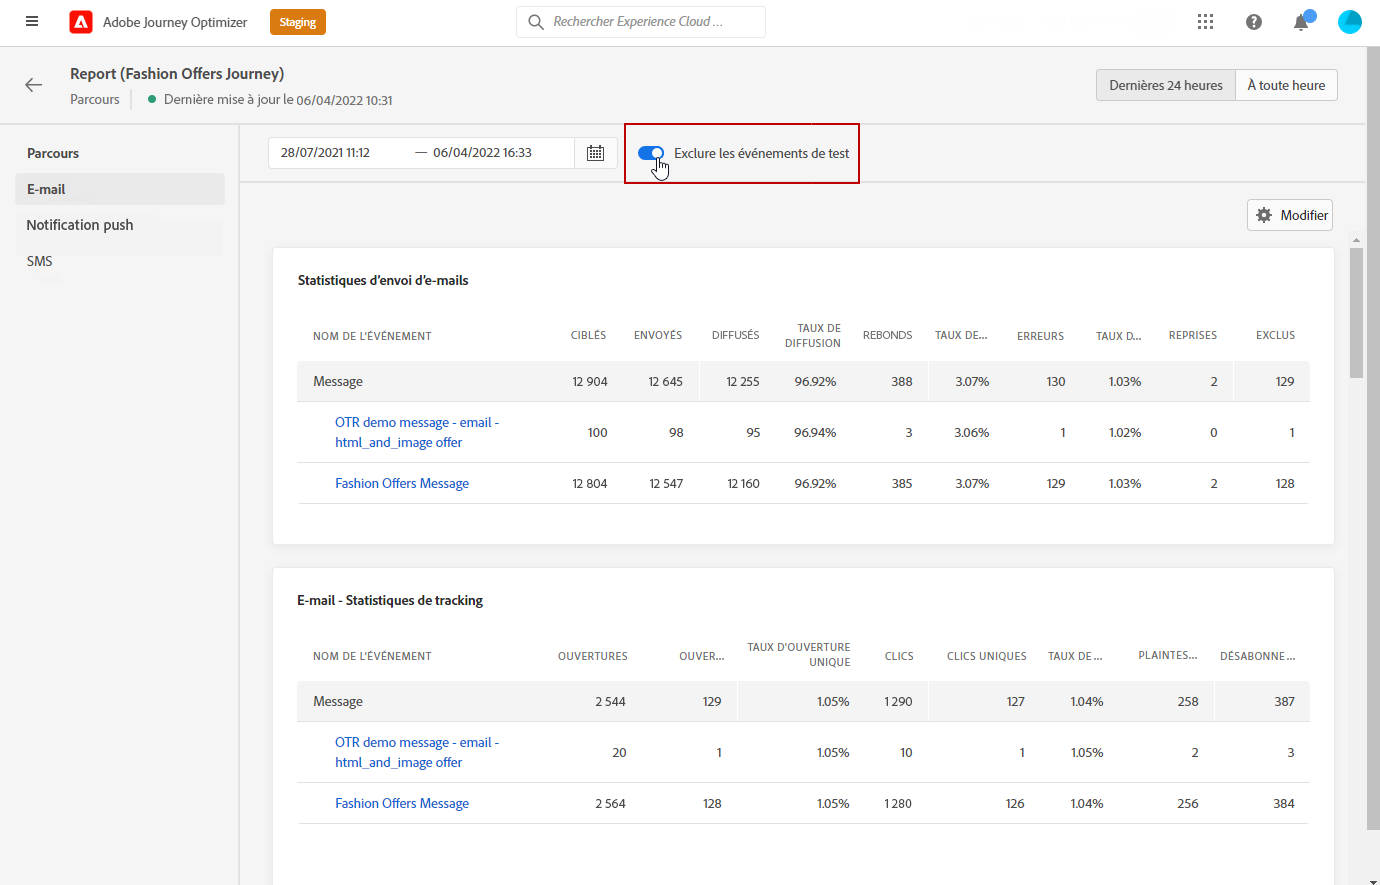 Adobe Journey Optimizer
Staging
Rechercher Experience Cloud ...
Report (Fashion Offers Journey)
Parcours
Dernière mise à jour le 06/04/2022 10:31
Dernières 24 heures
À toute heure
Parcours
E-mail
Notification push
SMS
28/07/2021 11:12 — 06/04/2022 16:33
Exclure les événements de test
Modifier
Statistiques d'envoi d'e-mails
NOM DE L'ÉVÉNEMENT CIBLÉS ENVOYÉS DIFFUSÉS TAUX DE DIFFUSION REBONDS TAUX DE... ERREURS TAUX D... REPRISES EXCLUS
Message 12 904 12 645 12 255 96.92% 388 3.07% 130 1.03% 2 129
OTR demo message - email -
html_and_image offer 100 98 95 96.94% 3 3.06% 1 1.02% 0 1
Fashion Offers Message 12 804 12 547 12 160 96.92% 385 3.07% 129 1.03% 2 128
E-mail - Statistiques de tracking
NOM DE L'ÉVÉNEMENT OUVERTURES OUVER... TAUX D'OUVERTURE UNIQUE CLICS CLICS UNIQUES TAUX DE ... PLAINTES... DÉSABONNE ...
Message 2 544 129 1.05% 1 290 127 1.04% 258 387
OTR demo message - email -
html_and_image offer 20 1 1.05% 10 1 1.05% 2 3
Fashion Offers Message 2 564 128 1.05% 1 280 126 1.04% 256 384